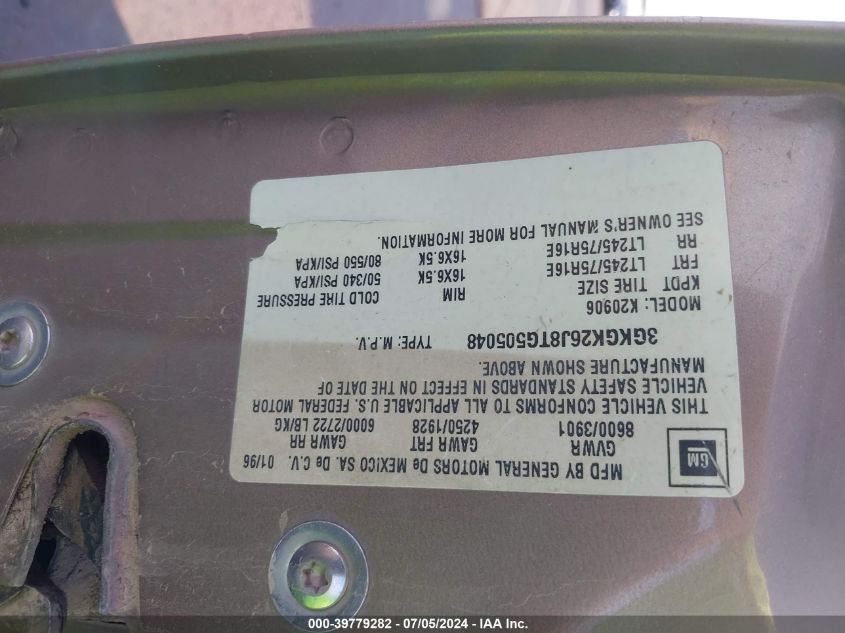 MFD BY GENERAL MOTORS De MEXICO SA. De C.V. 01/96
GM
GVWR GAWR FRT GAWR RR
8600/3901 4250/1928 6000/2722 LB/KG
THIS VEHICLE CONFORMS TO ALL APPLICABLE U.S. FEDERAL MOTOR
VEHICLE SAFETY STANDARDS IN EFFECT ON THE DATE OF
MANUFACTURE SHOWN ABOVE.
3GKGK26J8TG505048 TYPE: M.P.V.
MODEL: K20906
KPDT TIRE SIZE RIM COLD TIRE PRESSURE
FRT LT245/75R16E 16X6.5K 50/340 PSI/KPA
RR LT245/75R16E 16X6.5K 80/550 PSI/KPA
SEE OWNER'S MANUAL FOR MORE INFORMATION.
000-39779282 - 07/05/2024 - IAA Inc.